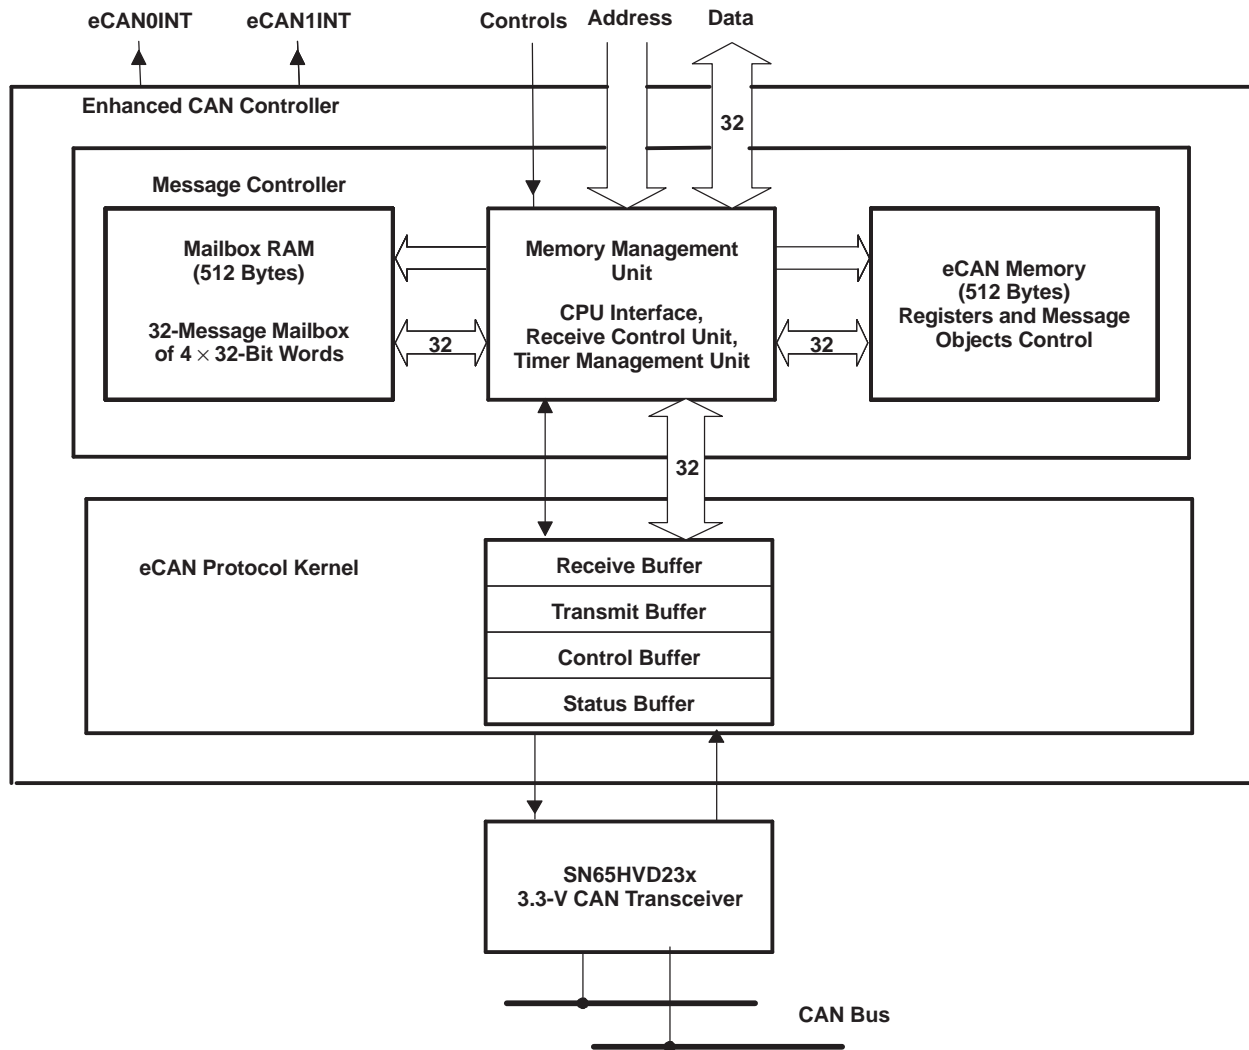 eCAN0INT
eCAN1INT
Controls
Address
Data
Enhanced CAN Controller
32
Message Controller
Mailbox RAM
(512 Bytes)
32-Message Mailbox
of 4 × 32-Bit Words
32
Memory Management
Unit
CPU Interface,
Receive Control Unit,
Timer Management Unit
32
eCAN Memory
(512 Bytes)
Registers and Message
Objects Control
32
eCAN Protocol Kernel
Receive Buffer
Transmit Buffer
Control Buffer
Status Buffer
SN65HVD23x
3.3-V CAN Transceiver
CAN Bus